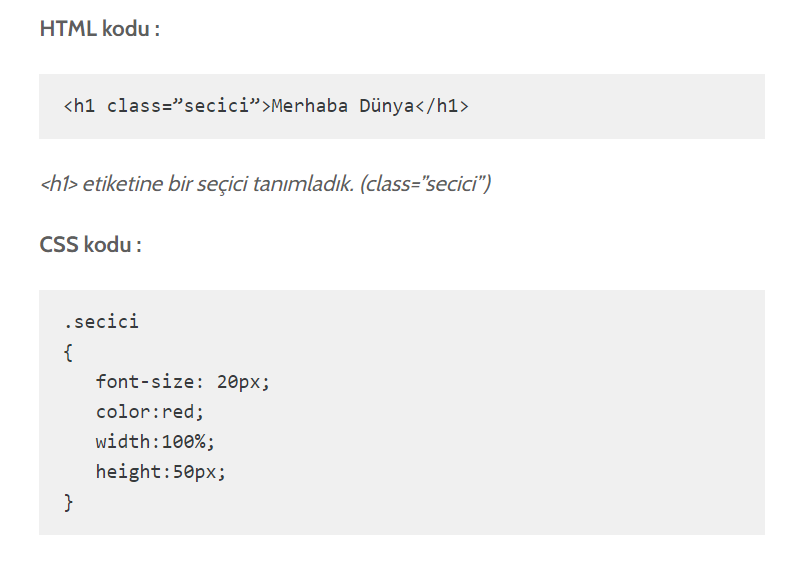 HTML kodu :
<h1 class=”secici”>Merhaba Dünya</h1>
<h1> etiketine bir seçici tanımladık. (class=”secici”)
CSS kodu :
.secici
{
font-size: 20px;
color:red;
width:100%;
height:50px;
}